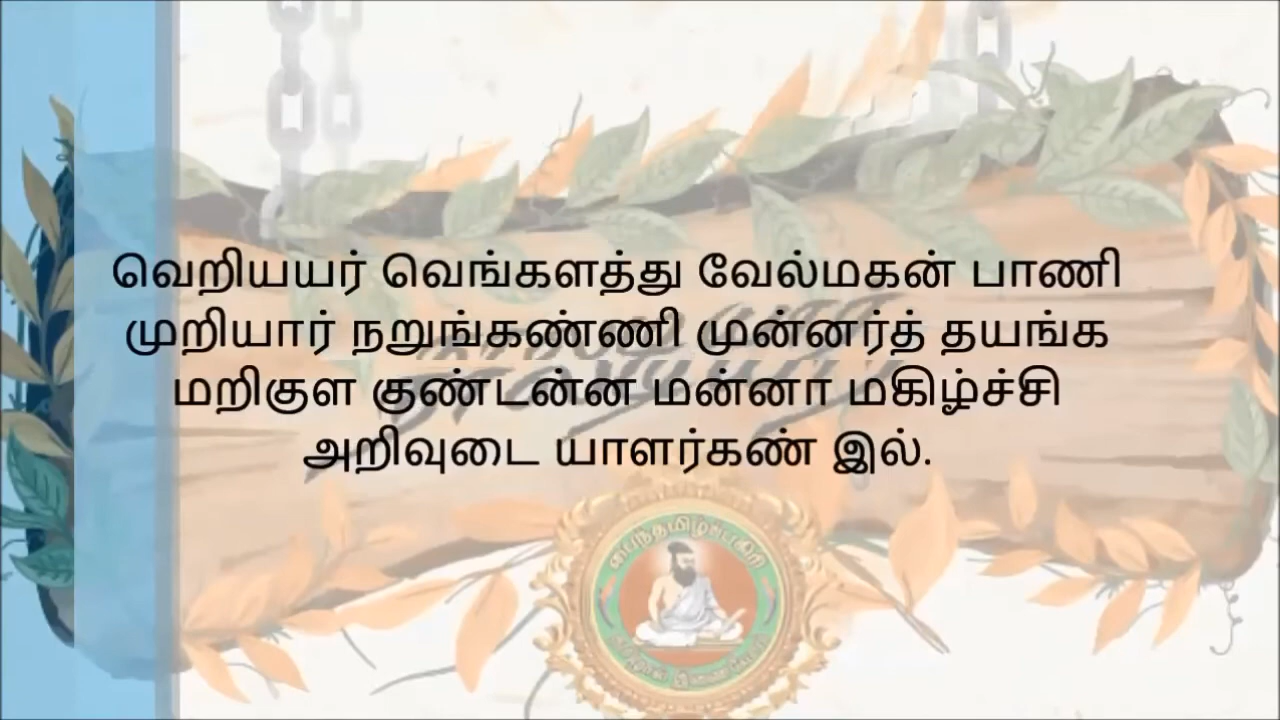 வெறியயர் வெங்களத்து வேல்மகன் பாணி
முறியார் நறுங்கண்ணி முன்னர்த் தயங்க
மறிகுள குண்டன்ன மன்னா மகிழ்ச்சி
அறிவுடை யாளர்கண் இல்.